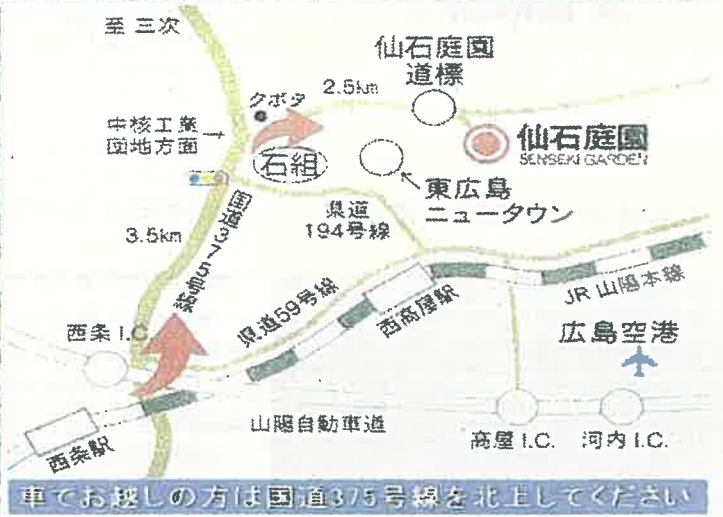 至 三次
仙石庭園
道標
2.5km
クボタ
中核工業
団地方面
石組
仙石庭園
SENSEKI GARDEN
東広島
ニュータウン
県道
194号線
3.5km
国道375号線
県道59号線
西高屋駅
JR 山陽本線
西条 I.C.
広島空港
山陽自動車道
西条駅
高屋 I.C.
河内 I.C.
車でお越しの方は国道375号線を北上してください